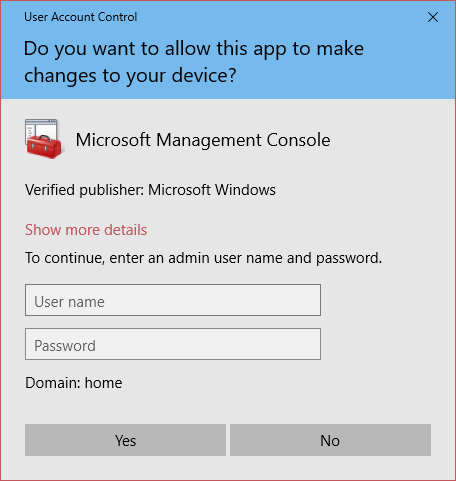 User Account Control
Do you want to allow this app to make
changes to your device?
Microsoft Management Console
Verified publisher: Microsoft Windows
Show more details
To continue, enter an admin user name and password.
User name
Password
Domain: home
Yes
No